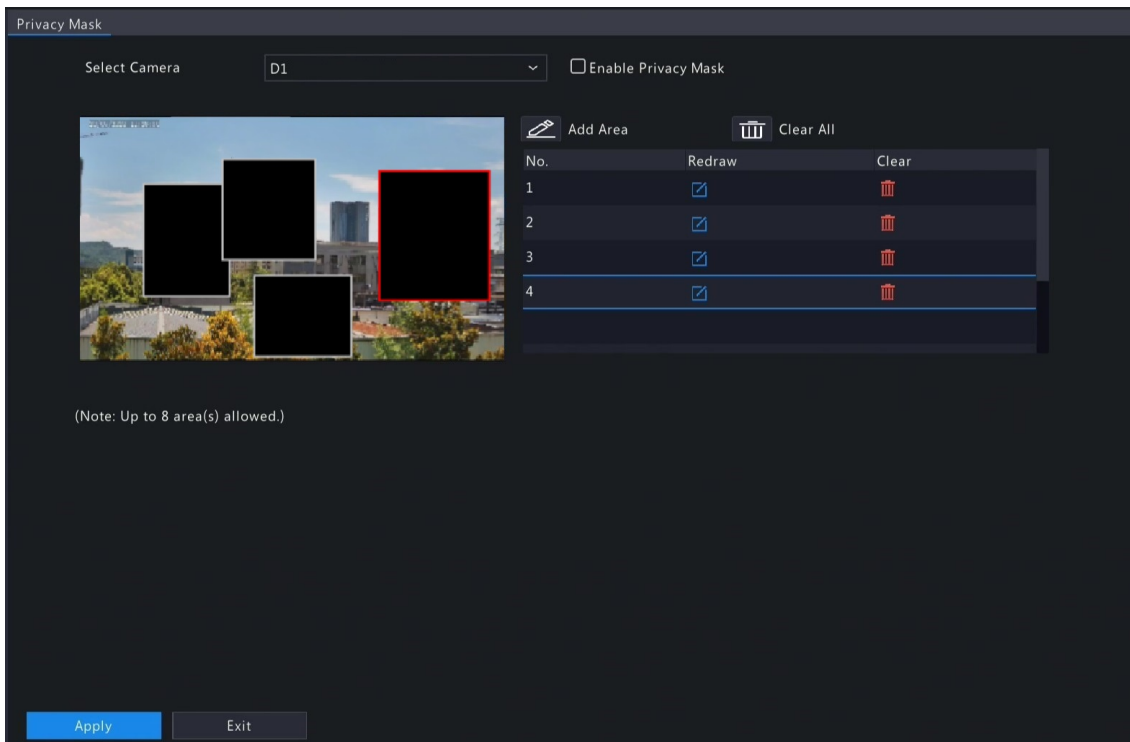 Privacy Mask
Select Camera D1 Enable Privacy Mask
Add Area Clear All
No. Redraw Clear
1
2
3
4
(Note: Up to 8 area(s) allowed.)
Apply Exit